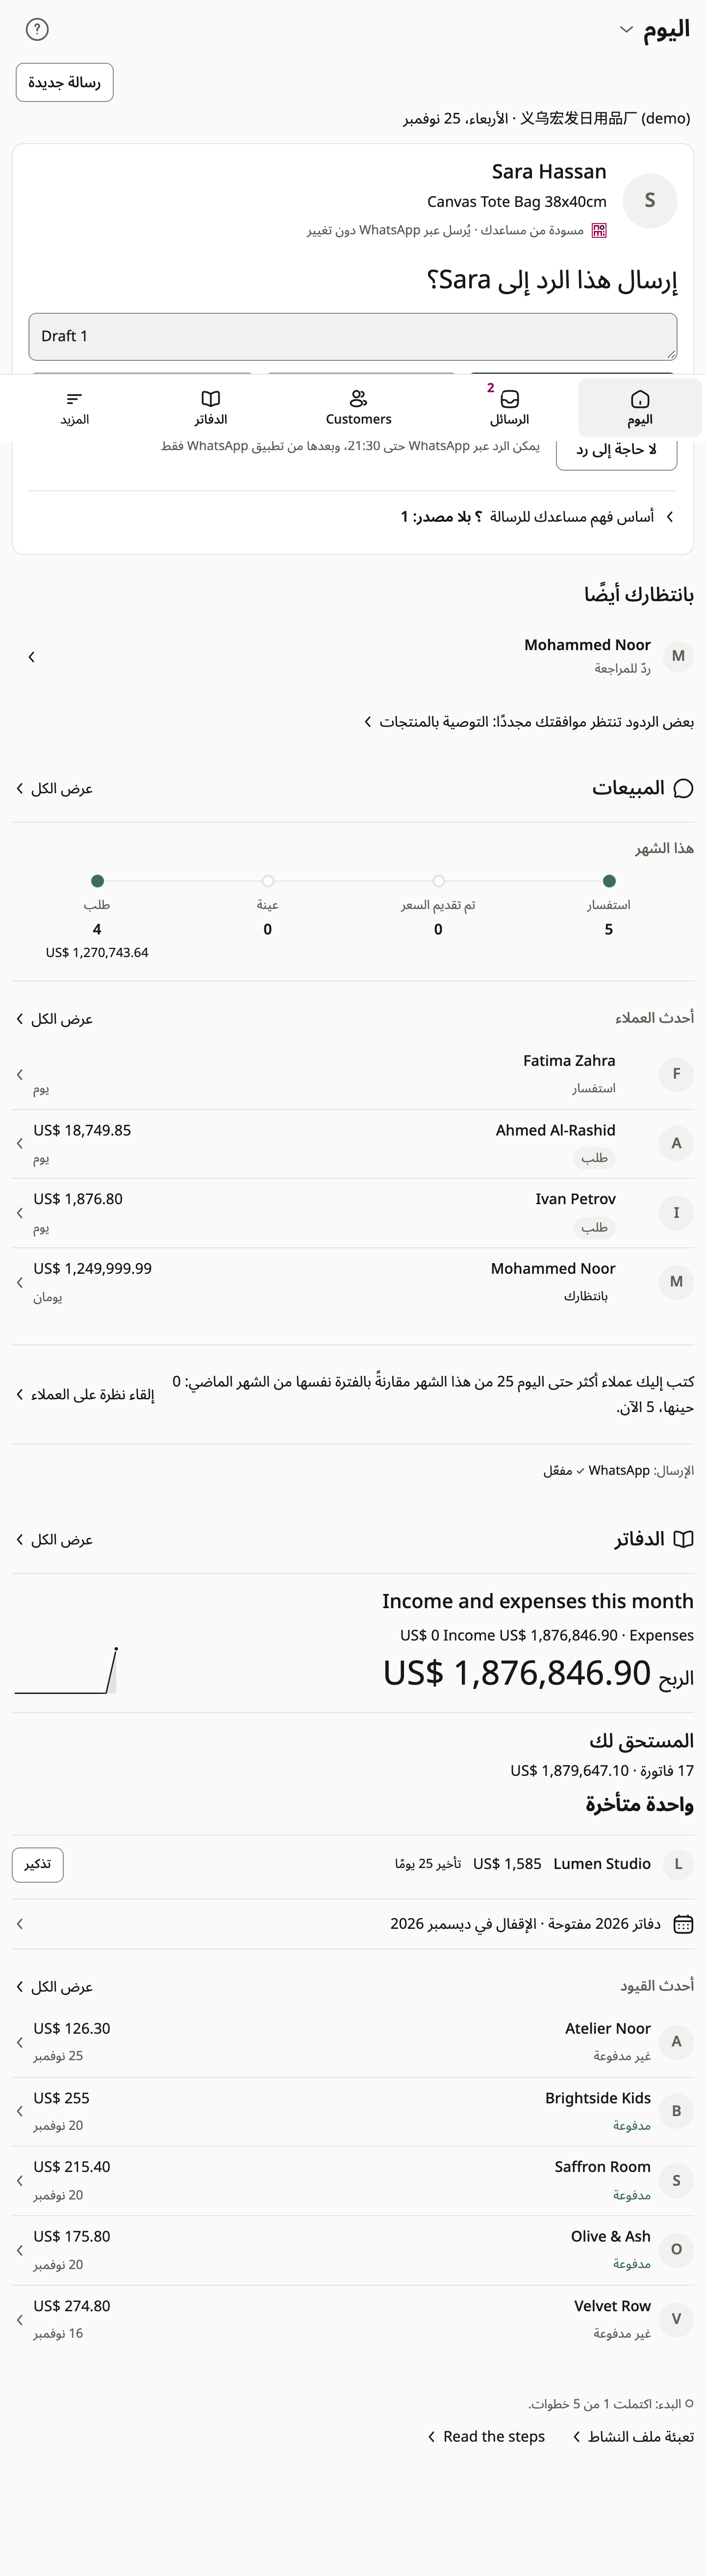 اليوم
رسالة جديدة
义乌宏发日用品厂 (demo) · الأربعاء، 25 نوفمبر
S
Sara Hassan
Canvas Tote Bag 38x40cm
nomi مسودة من مساعدك · يُرسل عبر WhatsApp دون تغيير
إرسال هذا الرد إلى Sara؟
Draft 1
اليوم
الرسائل 2
Customers
الدفاتر
المزيد
لا حاجة إلى رد
يمكن الرد عبر WhatsApp حتى 21:30، وبعدها من تطبيق WhatsApp فقط
أساس فهم مساعدك للرسالة ؟ بلا مصدر: 1
بانتظارك أيضًا
M
Mohammed Noor
ردّ للمراجعة
بعض الردود تنتظر موافقتك مجددًا: التوصية بالمنتجات
المبيعات
عرض الكل
هذا الشهر
استفسار
5
تم تقديم السعر
0
عينة
0
طلب
4
US$ 1,270,743.64
أحدث العملاء
عرض الكل
F
Fatima Zahra
استفسار
يوم
A
Ahmed Al-Rashid
US$ 18,749.85
طلب
يوم
I
Ivan Petrov
US$ 1,876.80
طلب
يوم
M
Mohammed Noor
US$ 1,249,999.99
بانتظارك
يومان
كتب إليك عملاء أكثر حتى اليوم 25 من هذا الشهر مقارنةً بالفترة نفسها من الشهر الماضي: 0
حينها، 5 الآن.
إلقاء نظرة على العملاء
الإرسال: WhatsApp ✓ مفعّل
الدفاتر
عرض الكل
Income and expenses this month
US$ 0 Income US$ 1,876,846.90 · Expenses
الربح US$ 1,876,846.90
المستحق لك
17 فاتورة · US$ 1,879,647.10
واحدة متأخرة
L
Lumen Studio US$ 1,585 تأخير 25 يومًا
تذكير
دفاتر 2026 مفتوحة · الإقفال في ديسمبر 2026
أحدث القيود
عرض الكل
A
Atelier Noor
US$ 126.30
غير مدفوعة
25 نوفمبر
B
Brightside Kids
US$ 255
مدفوعة
20 نوفمبر
S
Saffron Room
US$ 215.40
مدفوعة
20 نوفمبر
O
Olive & Ash
US$ 175.80
مدفوعة
20 نوفمبر
V
Velvet Row
US$ 274.80
غير مدفوعة
16 نوفمبر
البدء: اكتملت 1 من 5 خطوات.
تعبئة ملف النشاط
Read the steps